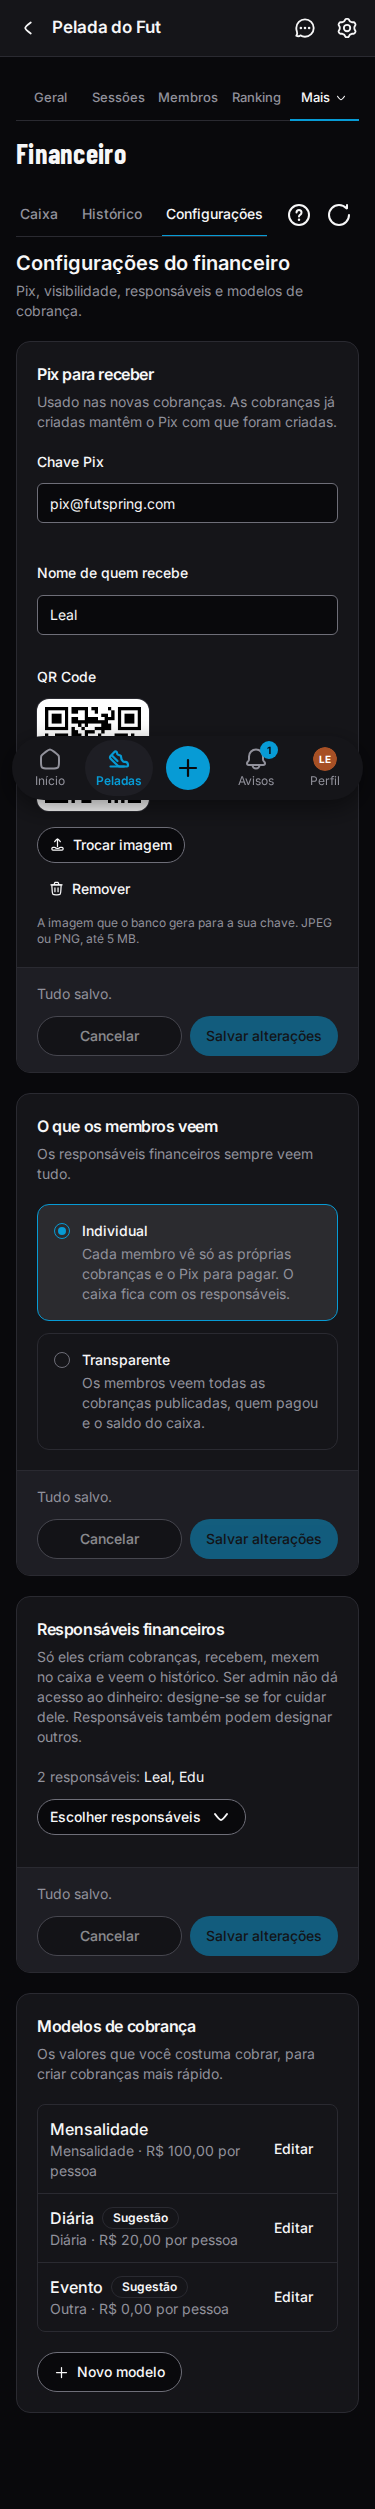 Pelada do Fut
Geral Sessões Membros Ranking Mais
Financeiro
Caixa Histórico Configurações
Configurações do financeiro
Pix, visibilidade, responsáveis e modelos de
cobrança.
Pix para receber
Usado nas novas cobranças. As cobranças já
criadas mantêm o Pix com que foram criadas.
Chave Pix
pix@futspring.com
Nome de quem recebe
Leal
QR Code
1
LE
Início Peladas Avisos Perfil
Trocar imagem
Remover
A imagem que o banco gera para a sua chave. JPEG
ou PNG, até 5 MB.
Tudo salvo.
Cancelar Salvar alterações
O que os membros veem
Os responsáveis financeiros sempre veem
tudo.
Individual
Cada membro vê só as próprias
cobranças e o Pix para pagar. O
caixa fica com os responsáveis.
Transparente
Os membros veem todas as
cobranças publicadas, quem pagou
e o saldo do caixa.
Tudo salvo.
Cancelar Salvar alterações
Responsáveis financeiros
Só eles criam cobranças, recebem, mexem
no caixa e veem o histórico. Ser admin não dá
acesso ao dinheiro: designe-se se for cuidar
dele. Responsáveis também podem designar
outros.
2 responsáveis: Leal, Edu
Escolher responsáveis
Tudo salvo.
Cancelar Salvar alterações
Modelos de cobrança
Os valores que você costuma cobrar, para
criar cobranças mais rápido.
Mensalidade
Mensalidade · R$ 100,00 por
pessoa
Editar
Diária Sugestão
Diária · R$ 20,00 por pessoa
Editar
Evento Sugestão
Outra · R$ 0,00 por pessoa
Editar
Novo modelo